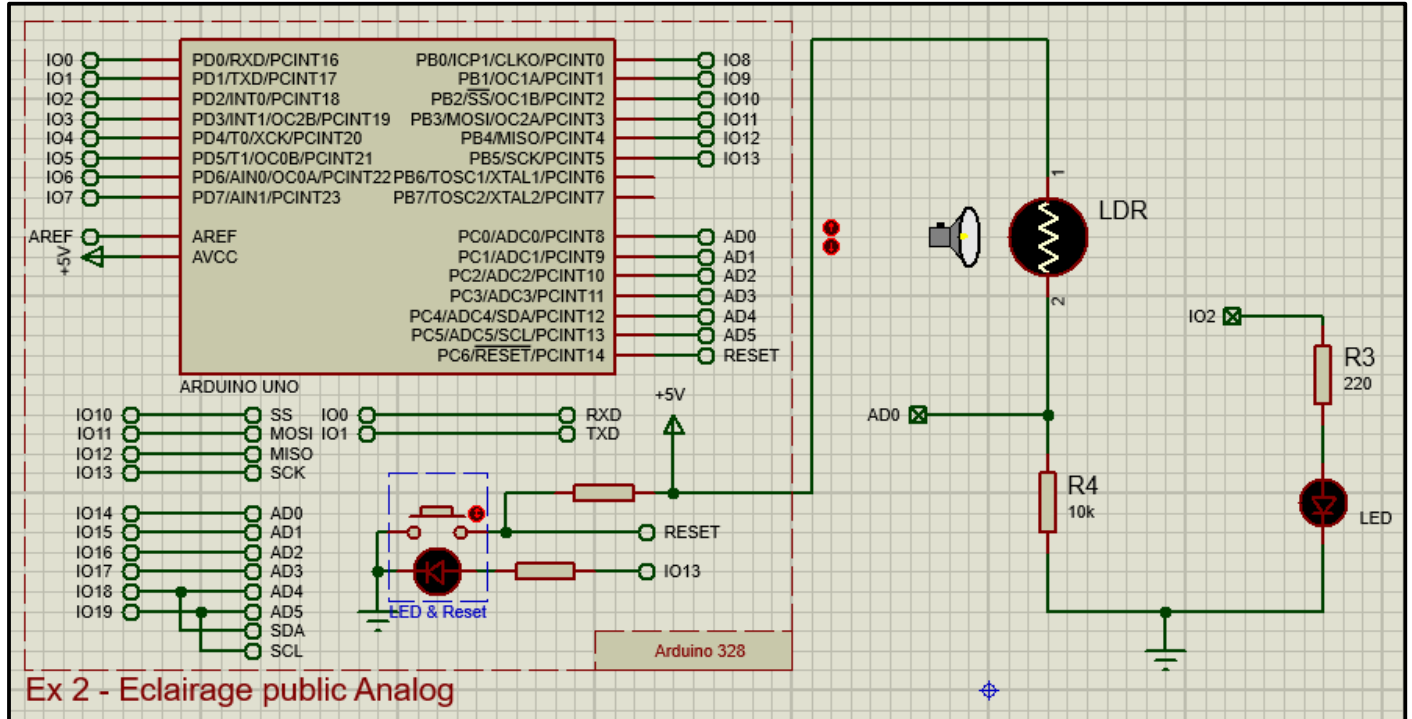 IO0 PD0/RXD/PCINT16 PB0/ICP1/CLKO/PCINT0 IO8
IO1 PD1/TXD/PCINT17 PB1/OC1A/PCINT1 IO9
IO2 PD2/INT0/PCINT18 PB2/SS/OC1B/PCINT2 IO10
IO3 PD3/INT1/OC2B/PCINT19 PB3/MOSI/OC2A/PCINT3 IO11
IO4 PD4/T0/XCK/PCINT20 PB4/MISO/PCINT4 IO12
IO5 PD5/T1/OC0B/PCINT21 PB5/SCK/PCINT5 IO13
IO6 PD6/AIN0/OC0A/PCINT22 PB6/TOSC1/XTAL1/PCINT6
IO7 PD7/AIN1/PCINT23 PB7/TOSC2/XTAL2/PCINT7
AREF AREF PC0/ADC0/PCINT8 AD0
+5V AVCC PC1/ADC1/PCINT9 AD1
PC2/ADC2/PCINT10 AD2
PC3/ADC3/PCINT11 AD3
PC4/ADC4/SDA/PCINT12 AD4
PC5/ADC5/SCL/PCINT13 AD5
PC6/RESET/PCINT14 RESET
ARDUINO UNO
IO10 SS IO0 RXD
IO11 MOSI IO1 TXD
IO12 MISO
IO13 SCK
+5V
IO14 AD0
IO15 AD1
IO16 AD2
IO17 AD3
IO18 AD4
IO19 AD5
SDA
SCL
RESET
IO13
LED & Reset
Arduino 328
Ex 2 - Eclairage public Analog
1
LDR
2
IO2
R3
220
AD0
R4
10k
LED